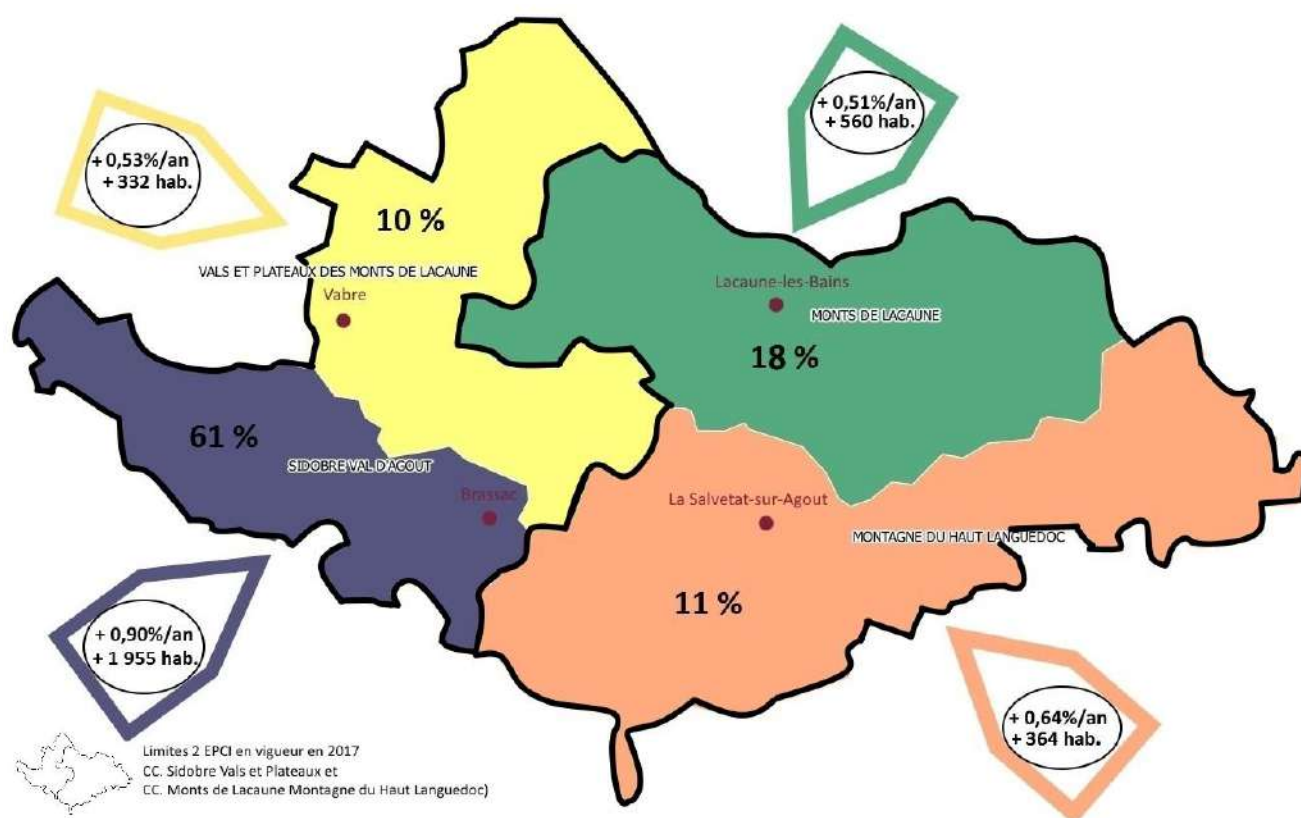 + 0,51%/an
+ 560 hab.
+ 0,53%/an
+ 332 hab.
10 %
VALS ET PLATEAUX DES MONTS DE LACAUNE
Vabre
Lacaune-les-Bains
MONTS DE LACAUNE
18 %
61 %
SIDOBRE VAL D'AGOUT
Brassac
La Salvetat-sur-Agout
MONTAGNE DU HAUT LANGUEDOC
11 %
+ 0,90%/an
+ 1 955 hab.
+ 0,64%/an
+ 364 hab.
Limites 2 EPCI en vigueur en 2017
CC. Sidobre Vals et Plateaux et
CC. Monts de Lacaune Montagne du Haut Languedoc)